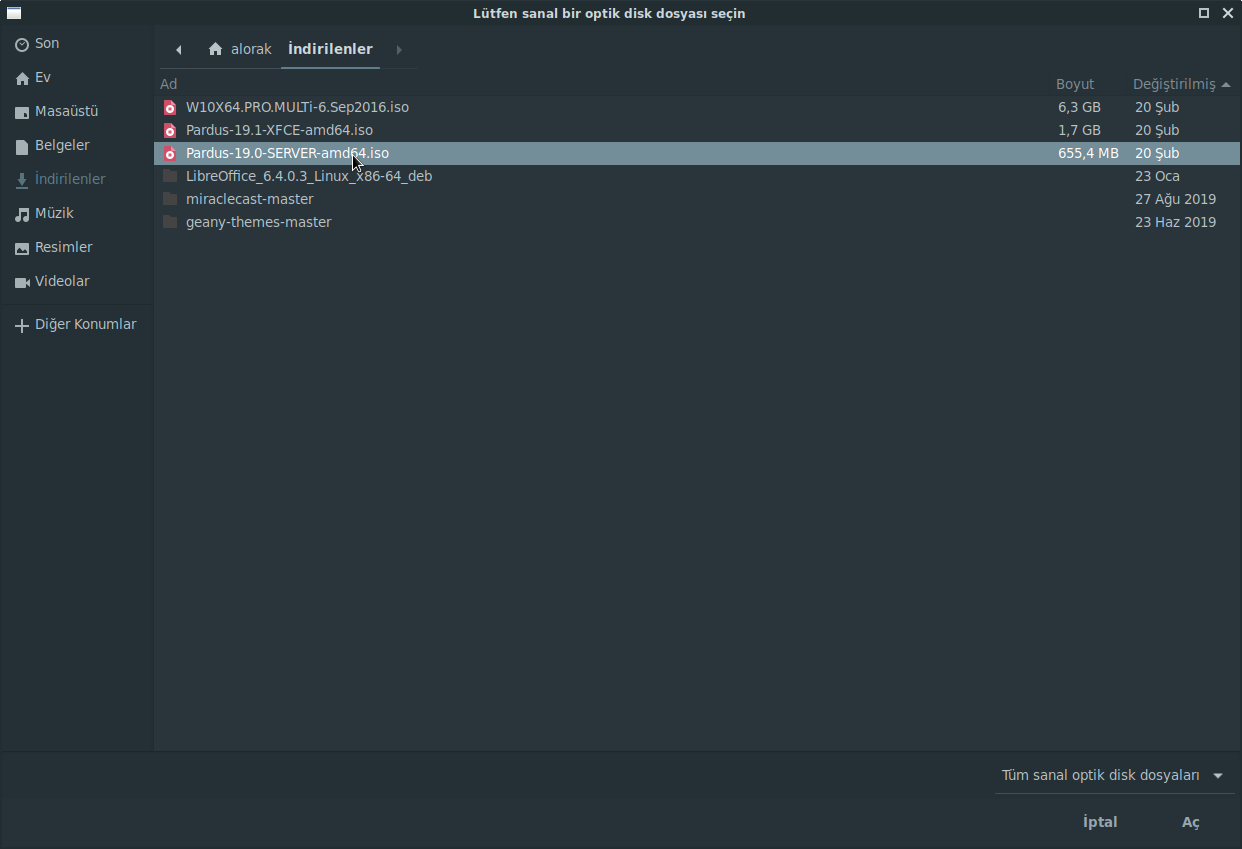 Lütfen sanal bir optik disk dosyası seçin
Son
Ev
Masaüstü
Belgeler
İndirilenler
Müzik
Resimler
Videolar
Diğer Konumlar
alorak İndirilenler
Ad Boyut Değiştirilmiş
W10X64.PRO.MULTi-6.Sep2016.iso 6,3 GB 20 Şub
Pardus-19.1-XFCE-amd64.iso 1,7 GB 20 Şub
Pardus-19.0-SERVER-amd64.iso 655,4 MB 20 Şub
LibreOffice_6.4.0.3_Linux_x86-64_deb 23 Oca
miraclecast-master 27 Ağu 2019
geany-themes-master 23 Haz 2019
Tüm sanal optik disk dosyaları
İptal Aç